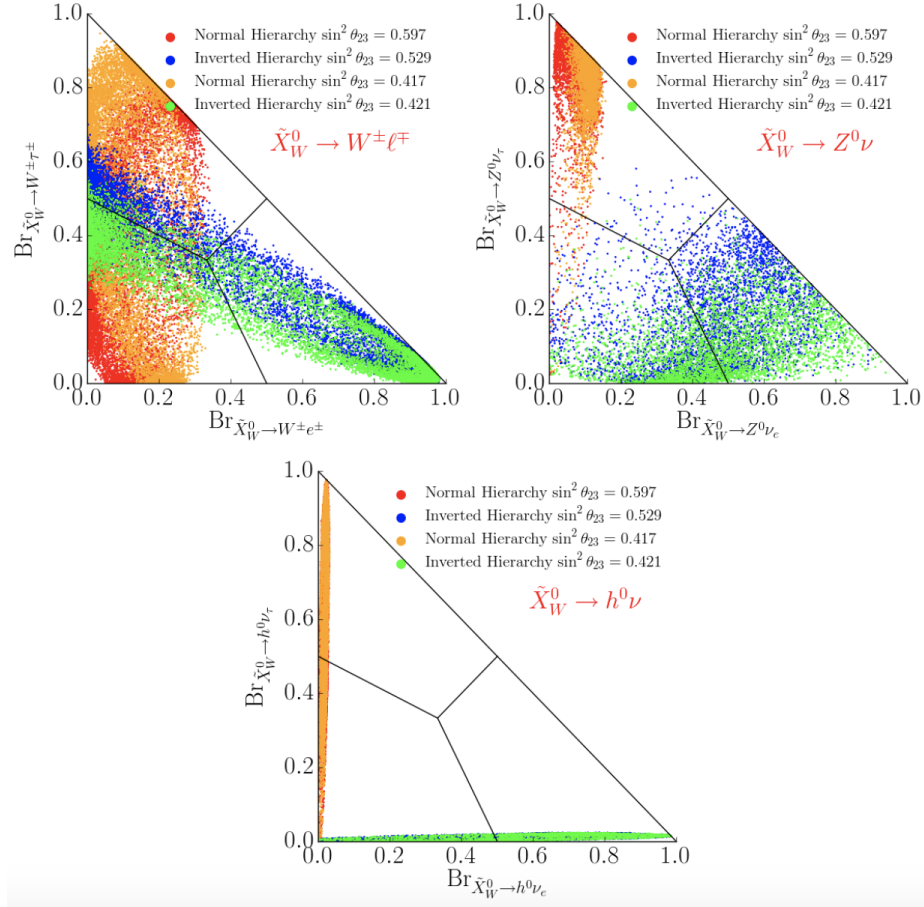 1.0
0.8
0.6
0.4
0.2
0.0
0.0 0.2 0.4 0.6 0.8 1.0
Normal Hierarchy sin² θ₂₃ = 0.597
Inverted Hierarchy sin² θ₂₃ = 0.529
Normal Hierarchy sin² θ₂₃ = 0.417
Inverted Hierarchy sin² θ₂₃ = 0.421
X̃⁰_W → W^±ℓ^∓
Br_{X̃⁰_W→W^±τ^±}
Br_{X̃⁰_W→W^±e^±}
1.0
0.8
0.6
0.4
0.2
0.0
0.0 0.2 0.4 0.6 0.8 1.0
Normal Hierarchy sin² θ₂₃ = 0.597
Inverted Hierarchy sin² θ₂₃ = 0.529
Normal Hierarchy sin² θ₂₃ = 0.417
Inverted Hierarchy sin² θ₂₃ = 0.421
X̃⁰_W → Z⁰ν
Br_{X̃⁰_W→Z⁰ν_τ}
Br_{X̃⁰_W→Z⁰ν_e}
1.0
0.8
0.6
0.4
0.2
0.0
0.0 0.2 0.4 0.6 0.8 1.0
Normal Hierarchy sin² θ₂₃ = 0.597
Inverted Hierarchy sin² θ₂₃ = 0.529
Normal Hierarchy sin² θ₂₃ = 0.417
Inverted Hierarchy sin² θ₂₃ = 0.421
X̃⁰_W → h⁰ν
Br_{X̃⁰_W→h⁰ν_τ}
Br_{X̃⁰_W→h⁰ν_e}